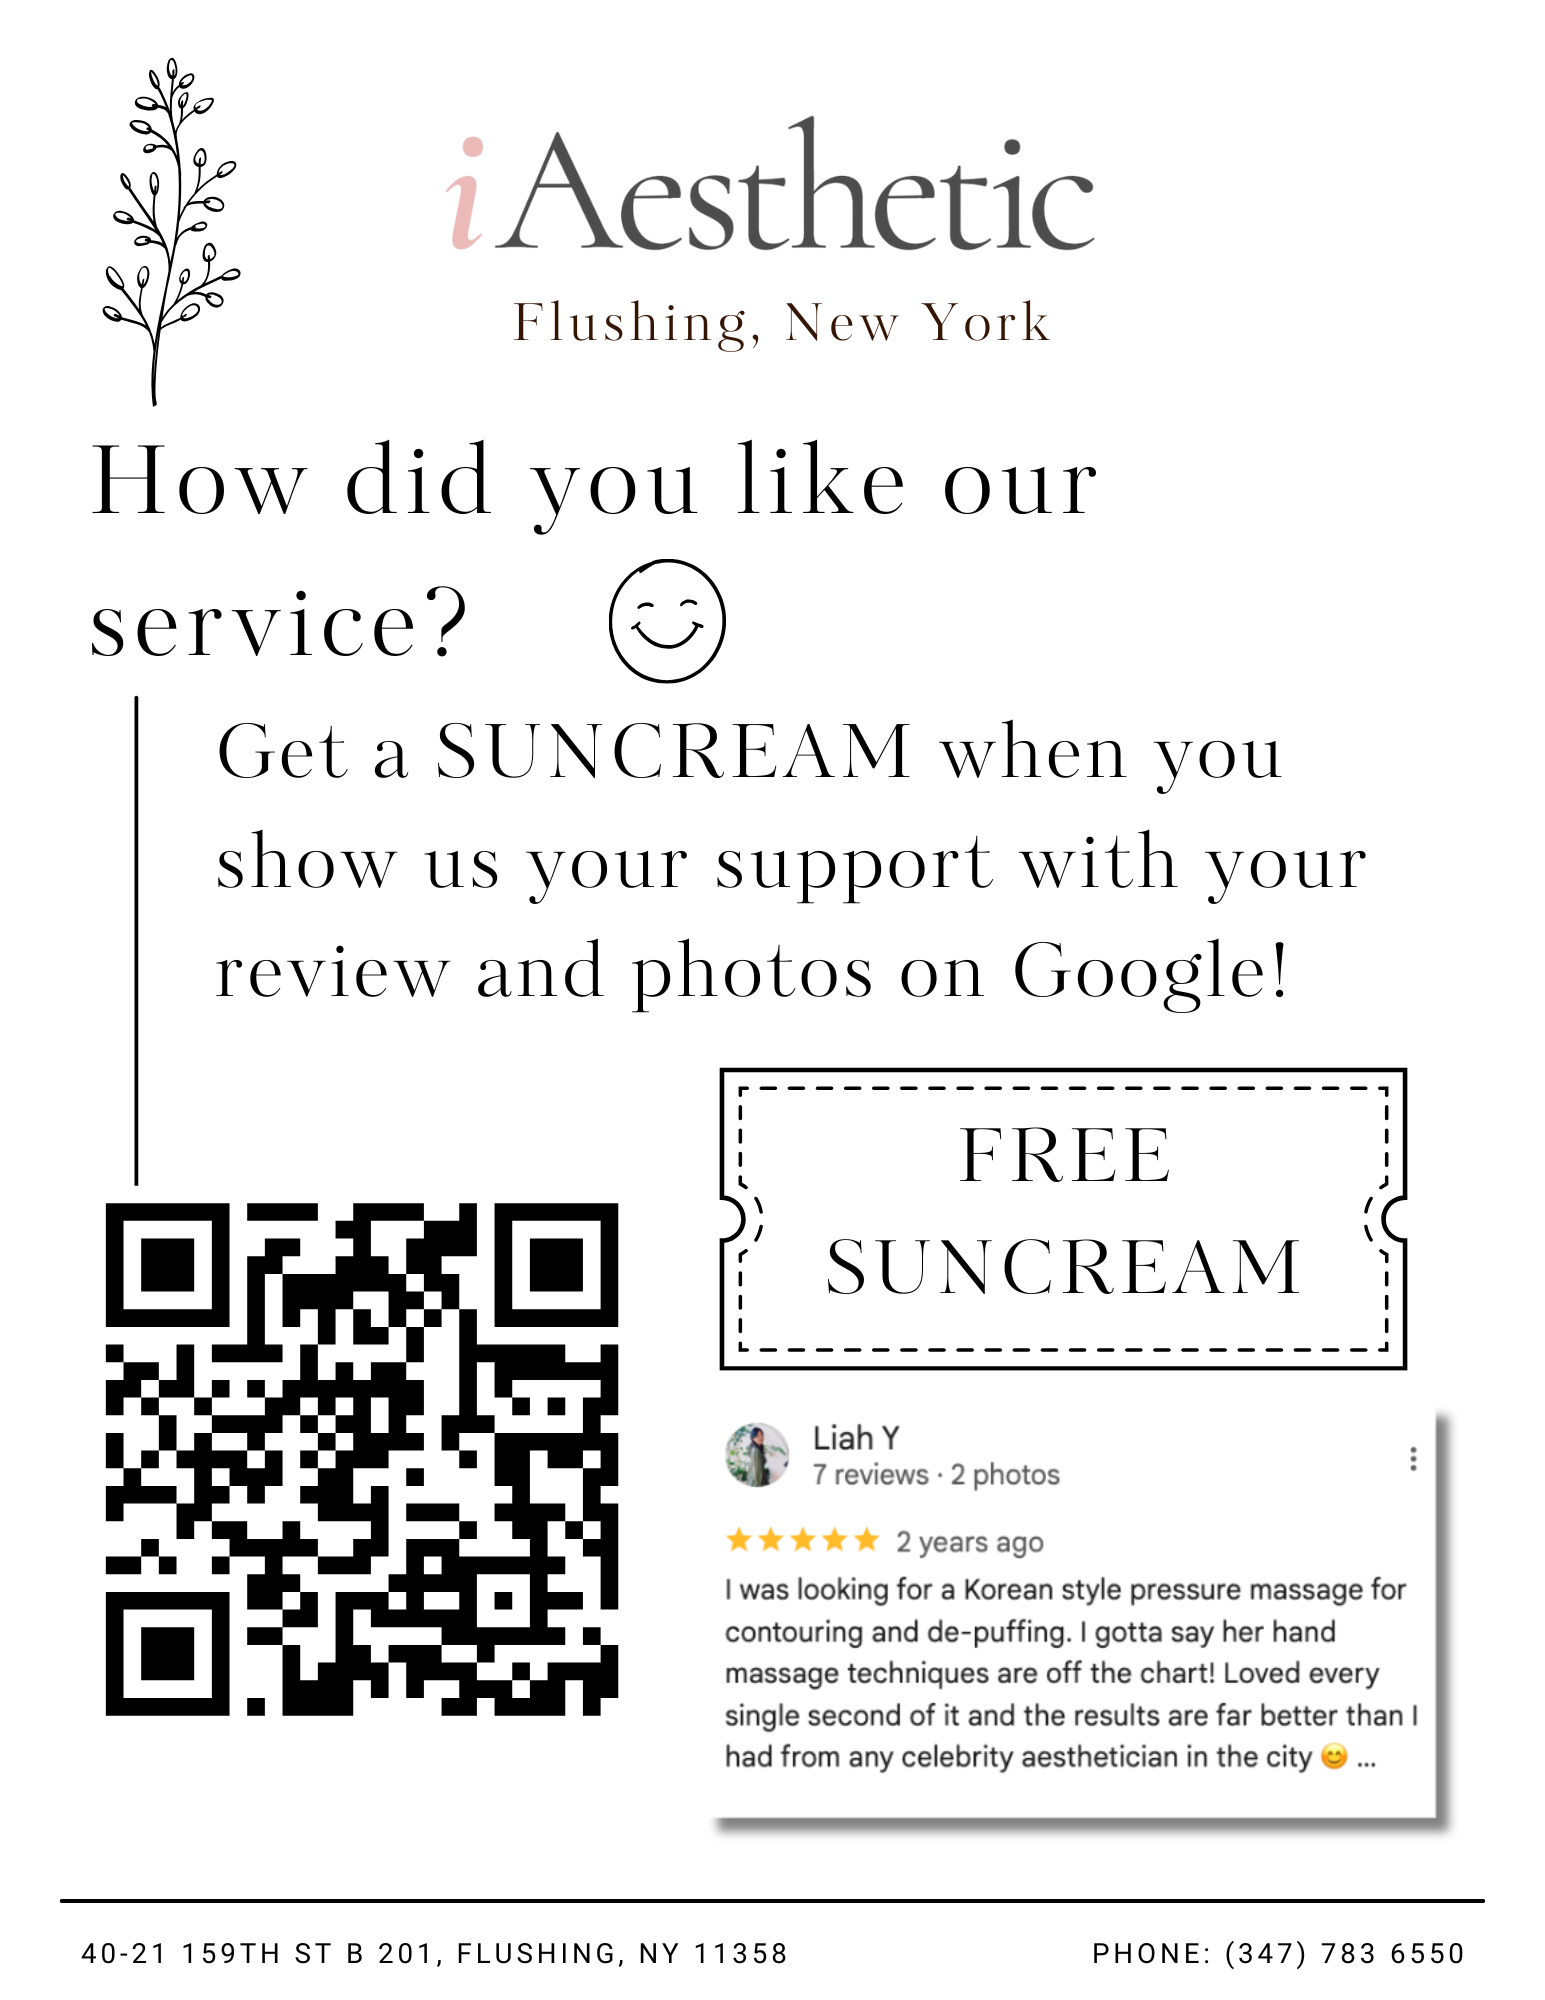 iAesthetic
Flushing, New York
How did you like our
service?
Get a SUNCREAM when you
show us your support with your
review and photos on Google!
FREE
SUNCREAM
Liah Y
7 reviews · 2 photos
2 years ago
I was looking for a Korean style pressure massage for
contouring and de-puffing. I gotta say her hand
massage techniques are off the chart! Loved every
single second of it and the results are far better than I
had from any celebrity aesthetician in the city 😊 ...
40-21 159TH ST B 201, FLUSHING, NY 11358
PHONE: (347) 783 6550